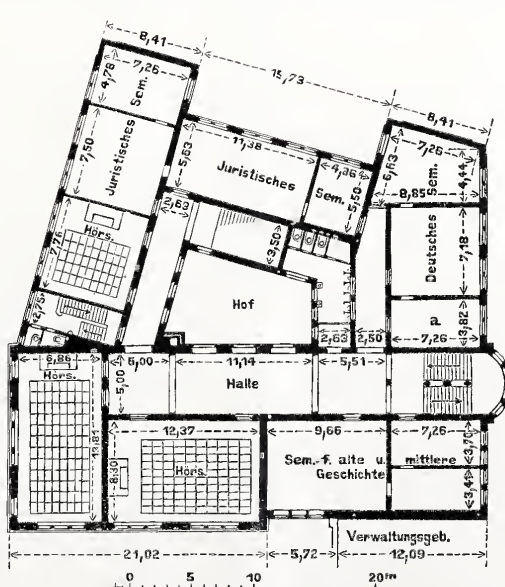 8,41
15,73
8,41
4,78
7,26
Sem.
7,50
Juristisches
5,63
11,38
Juristisches
4,36
Sem.
5,50
6,63
7,26
8,85
4,44
Sem.
2,63
3,50
7,76
Hörs.
Deutsches
7,18
2,75
Hof
a
3,82
7,26
2,63
2,50
6,86
Hörs.
5,00
11,14
5,51
5,00
Halle
13,81
12,37
8,30
Hörs.
9,66
7,26
3,70
Sem. f. alte u. mittlere
Geschichte
3,41
Verwaltungsgeb.
21,02
5,72
12,09
0 5 10 20m